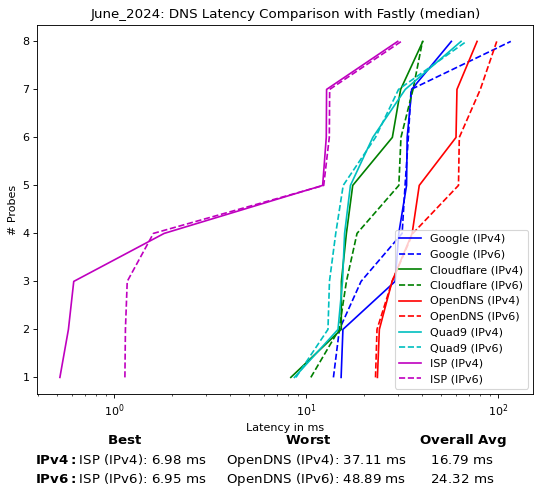 June_2024: DNS Latency Comparison with Fastly (median)
8
7
6
5
4
3
2
1
# Probes
Google (IPv4)
Google (IPv6)
Cloudflare (IPv4)
Cloudflare (IPv6)
OpenDNS (IPv4)
OpenDNS (IPv6)
Quad9 (IPv4)
Quad9 (IPv6)
ISP (IPv4)
ISP (IPv6)
10⁰ 10¹ 10²
Latency in ms
Best Worst Overall Avg
IPv4: ISP (IPv4): 6.98 ms OpenDNS (IPv4): 37.11 ms 16.79 ms
IPv6: ISP (IPv6): 6.95 ms OpenDNS (IPv6): 48.89 ms 24.32 ms